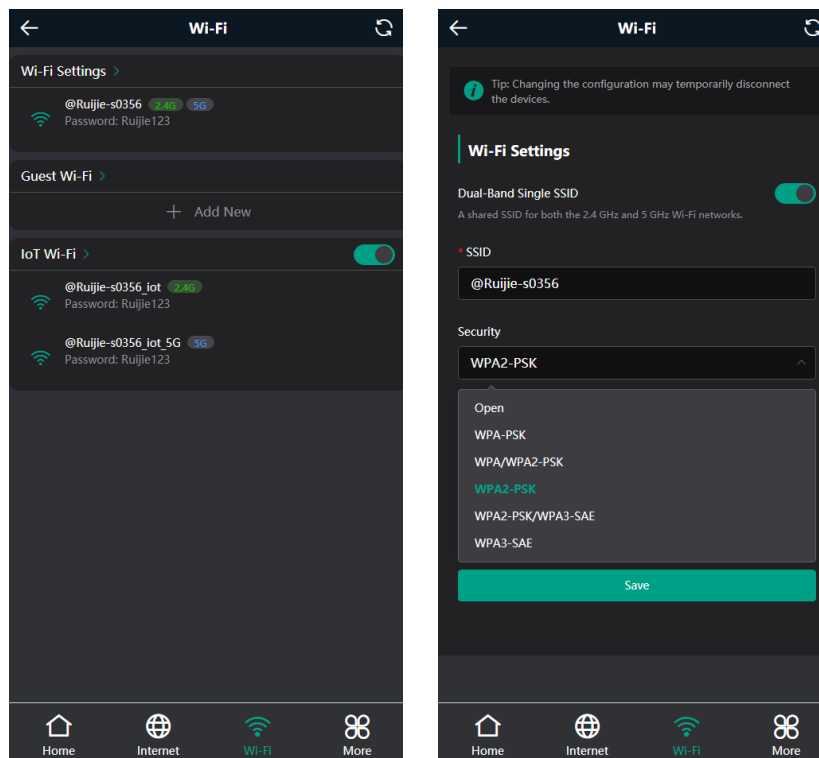 Wi-Fi
Wi-Fi Settings >
@Ruijie-s0356 2.4G 5G
Password: Ruijie123
Guest Wi-Fi >
+ Add New
IoT Wi-Fi >
@Ruijie-s0356_iot 2.4G
Password: Ruijie123
@Ruijie-s0356_iot_5G 5G
Password: Ruijie123
Home Internet Wi-Fi More
Wi-Fi
Tip: Changing the configuration may temporarily disconnect
the devices.
Wi-Fi Settings
Dual-Band Single SSID
A shared SSID for both the 2.4 GHz and 5 GHz Wi-Fi networks.
* SSID
@Ruijie-s0356
Security
WPA2-PSK
Open
WPA-PSK
WPA/WPA2-PSK
WPA2-PSK
WPA2-PSK/WPA3-SAE
WPA3-SAE
Save
Home Internet Wi-Fi More